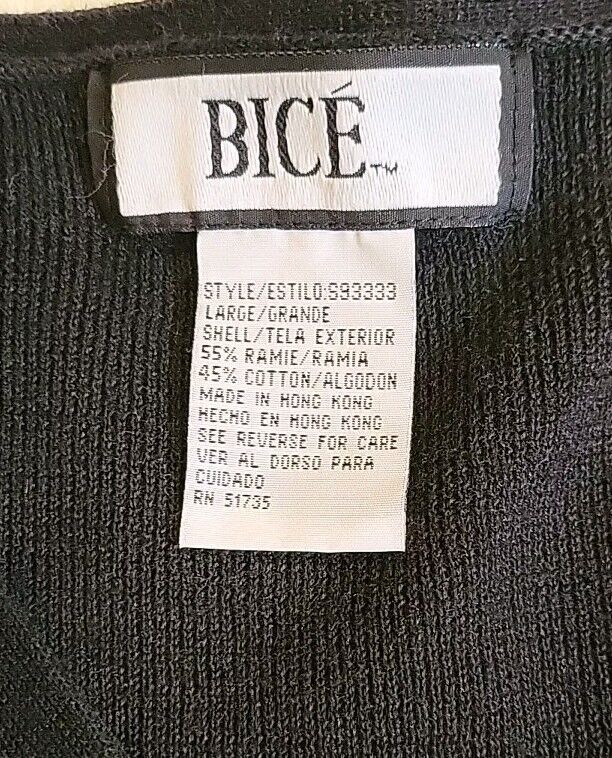 BICÉ™
STYLE/ESTILO:S93333
LARGE/GRANDE
SHELL/TELA EXTERIOR
55% RAMIE/RAMIA
45% COTTON/ALGODON
MADE IN HONG KONG
HECHO EN HONG KONG
SEE REVERSE FOR CARE
VER AL DORSO PARA
CUIDADO
RN 51735